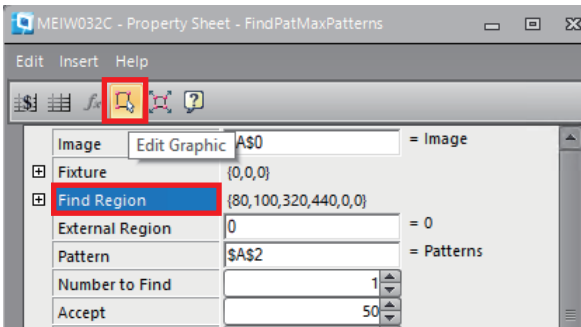 MEIW032C - Property Sheet - FindPatMaxPatterns
Edit Insert Help
$ fx ?
Image A$0 = Image
Edit Graphic
Fixture {0,0,0}
Find Region {80,100,320,440,0,0}
External Region 0 = 0
Pattern $A$2 = Patterns
Number to Find 1
Accept 50